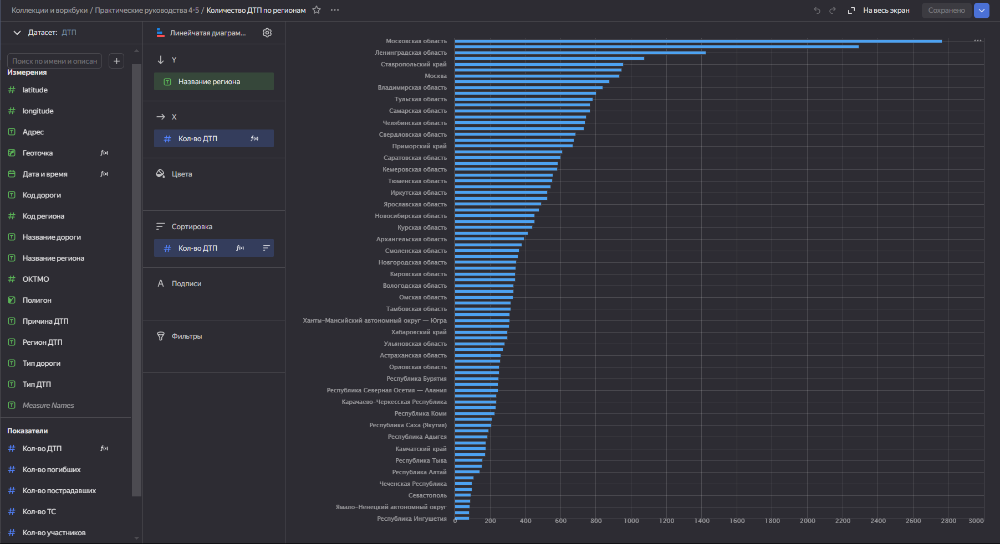 Коллекции и воркбуки / Практические руководства 4-5 / Количество ДТП по регионам
На весь экран
Сохранено
Датасет: ДТП
Поиск по имени и описан
Измерения
latitude
longitude
Адрес
Геоточка
Дата и время
Код дороги
Код региона
Название дороги
Название региона
ОКТМО
Полигон
Причина ДТП
Регион ДТП
Тип дороги
Тип ДТП
Measure Names
Показатели
Кол-во ДТП
Кол-во погибших
Кол-во пострадавших
Кол-во ТС
Кол-во участников
Линейчатая диаграм...
Y
Название региона
X
Кол-во ДТП
Цвета
Сортировка
Кол-во ДТП
Подписи
Фильтры
Московская область
Ленинградская область
Ставропольский край
Москва
Владимирская область
Тульская область
Самарская область
Челябинская область
Свердловская область
Приморский край
Саратовская область
Кемеровская область
Тюменская область
Иркутская область
Ярославская область
Новосибирская область
Курская область
Архангельская область
Смоленская область
Новгородская область
Кировская область
Вологодская область
Омская область
Тамбовская область
Ханты-Мансийский автономный округ — Югра
Хабаровский край
Ульяновская область
Астраханская область
Орловская область
Республика Бурятия
Республика Северная Осетия — Алания
Карачаево-Черкесская Республика
Республика Коми
Республика Саха (Якутия)
Республика Адыгея
Камчатский край
Республика Тыва
Республика Алтай
Чеченская Республика
Севастополь
Ямало-Ненецкий автономный округ
Республика Ингушетия
0 200 400 600 800 1000 1200 1400 1600 1800 2000 2200 2400 2600 2800 3000